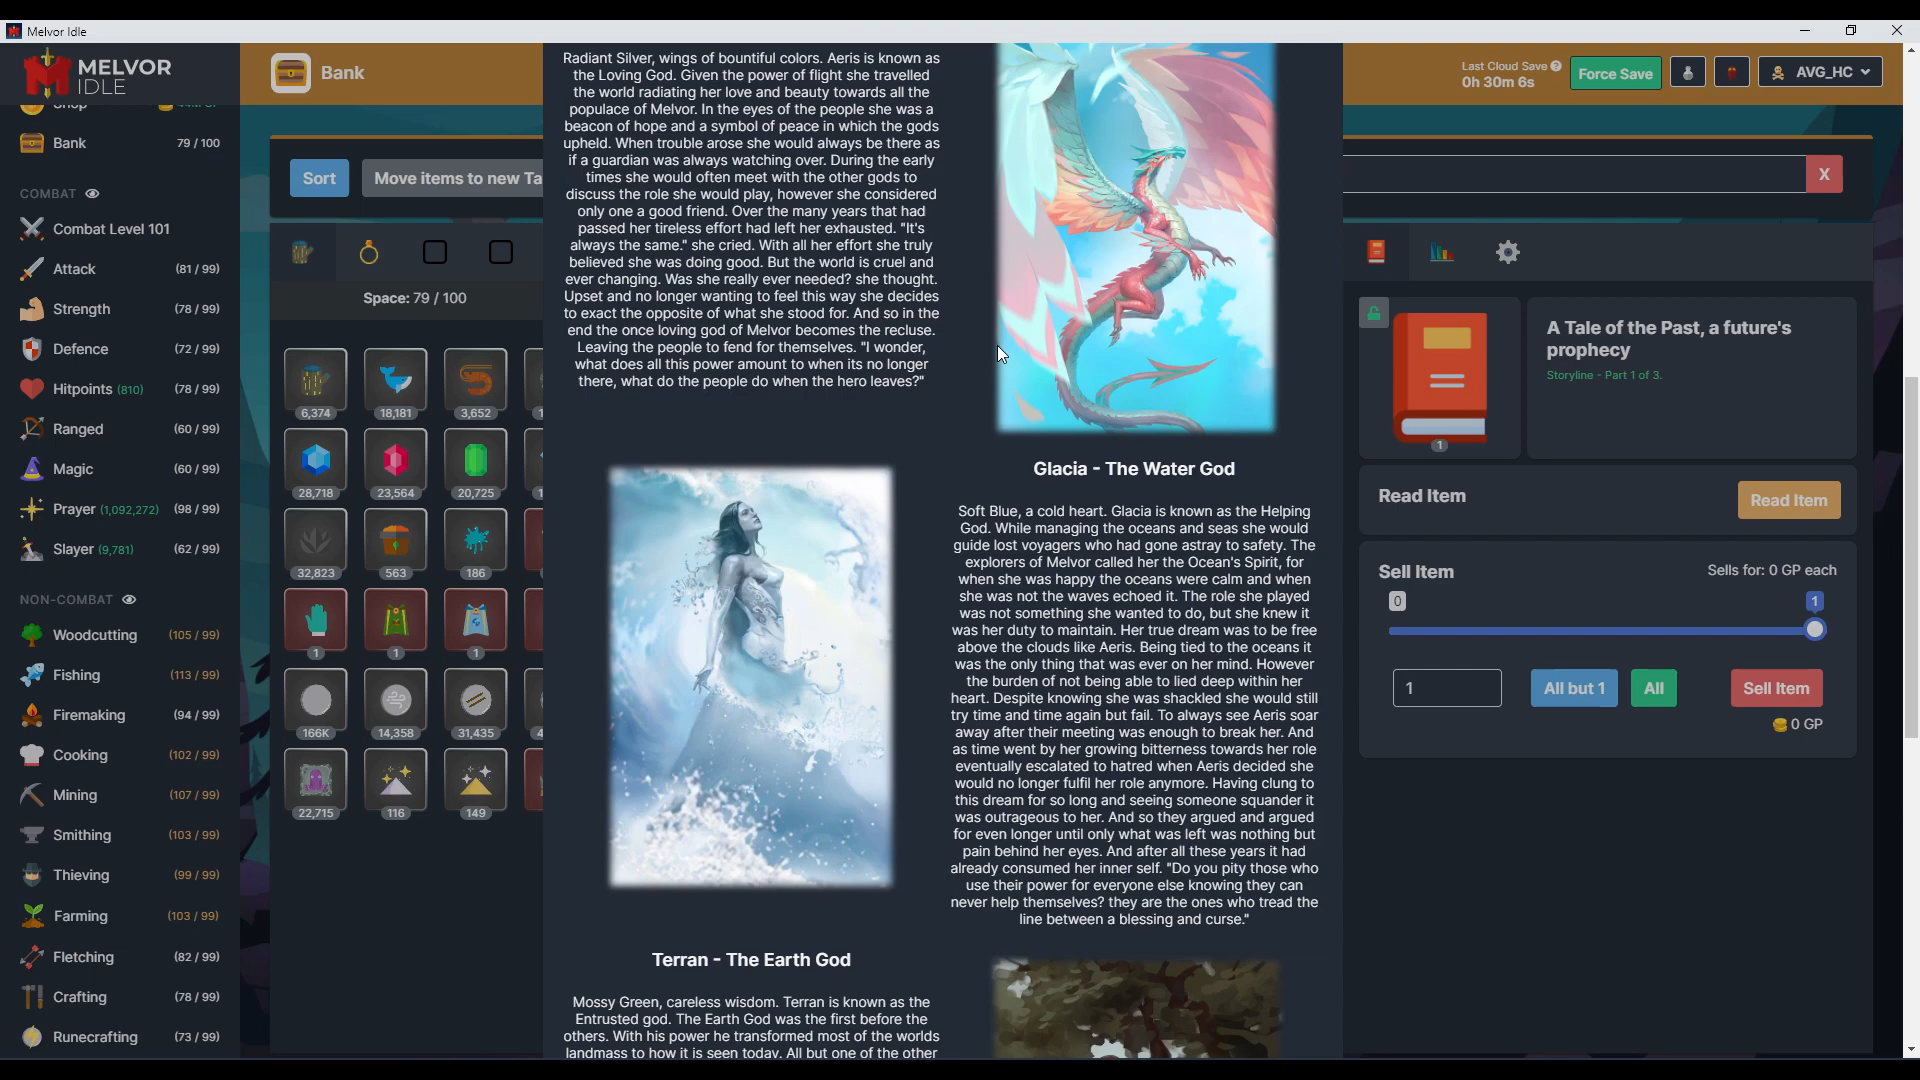 Melvor Idle
MELVOR
IDLE
Shop
Bank
79 / 100
COMBAT
Combat Level 101
Attack
(81 / 99)
Strength
(78 / 99)
Defence
(72 / 99)
Hitpoints (810)
(78 / 99)
Ranged
(60 / 99)
Magic
(60 / 99)
Prayer (1,092,272)
(98 / 99)
Slayer (9,781)
(62 / 99)
NON-COMBAT
Woodcutting
(105 / 99)
Fishing
(113 / 99)
Firemaking
(94 / 99)
Cooking
(102 / 99)
Mining
(107 / 99)
Smithing
(103 / 99)
Thieving
(99 / 99)
Farming
(103 / 99)
Fletching
(82 / 99)
Crafting
(78 / 99)
Runecrafting
(73 / 99)
Bank
Sort
Move items to new Ta
Space: 79 / 100
6,374
18,181
3,652
28,718
23,564
20,725
32,823
563
186
1
1
1
166K
14,358
31,435
22,715
116
149
Radiant Silver, wings of bountiful colors. Aeris is known as
the Loving God. Given the power of flight she travelled
the world radiating her love and beauty towards all the
populace of Melvor. In the eyes of the people she was a
beacon of hope and a symbol of peace in which the gods
upheld. When trouble arose she would always be there as
if a guardian was always watching over. During the early
times she would often meet with the other gods to
discuss the role she would play, however she considered
only one a good friend. Over the many years that had
passed her tireless effort had left her exhausted. "It's
always the same." she cried. With all her effort she truly
believed she was doing good. But the world is cruel and
ever changing. Was she really ever needed? she thought.
Upset and no longer wanting to feel this way she decides
to exact the opposite of what she stood for. And so in the
end the once loving god of Melvor becomes the recluse.
Leaving the people to fend for themselves. "I wonder,
what does all this power amount to when its no longer
there, what do the people do when the hero leaves?"
Glacia - The Water God
Soft Blue, a cold heart. Glacia is known as the Helping
God. While managing the oceans and seas she would
guide lost voyagers who had gone astray to safety. The
explorers of Melvor called her the Ocean's Spirit, for
when she was happy the oceans were calm and when
she was not the waves echoed it. The role she played
was not something she wanted to do, but she knew it
was her duty to maintain. Her true dream was to be free
above the clouds like Aeris. Being tied to the oceans it
was the only thing that was ever on her mind. However
the burden of not being able to lied deep within her
heart. Despite knowing she was shackled she would still
try time and time again but fail. To always see Aeris soar
away after their meeting was enough to break her. And
as time went by her growing bitterness towards her role
eventually escalated to hatred when Aeris decided she
would no longer fulfil her role anymore. Having clung to
this dream for so long and seeing someone squander it
was outrageous to her. And so they argued and argued
for even longer until only what was left was nothing but
pain behind her eyes. And after all these years it had
already consumed her inner self. "Do you pity those who
use their power for everyone else knowing they can
never help themselves? they are the ones who tread the
line between a blessing and curse."
Terran - The Earth God
Mossy Green, careless wisdom. Terran is known as the
Entrusted god. The Earth God was the first before the
others. With his power he transformed most of the worlds
landmass to how it is seen today. All but one of the other
Last Cloud Save
0h 30m 6s
Force Save
AVG_HC
X
A Tale of the Past, a future's
prophecy
Storyline - Part 1 of 3.
1
Read Item
Read Item
Sell Item
Sells for: 0 GP each
0
1
1
All but 1
All
Sell Item
0 GP